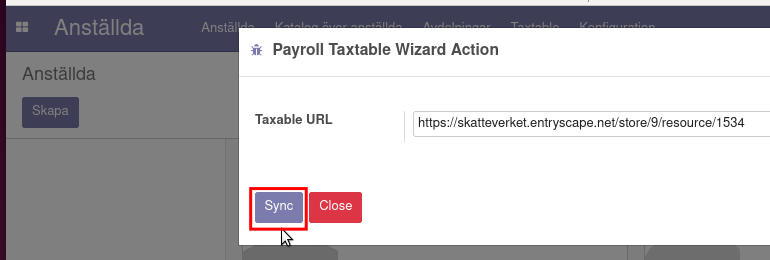 Anställda Anställda Katalog över anställda Avdelningar Taxtable Konfiguration
Payroll Taxtable Wizard Action
Anställda
Skapa
Taxable URL
https://skatteverket.entryscape.net/store/9/resource/1534
Sync Close